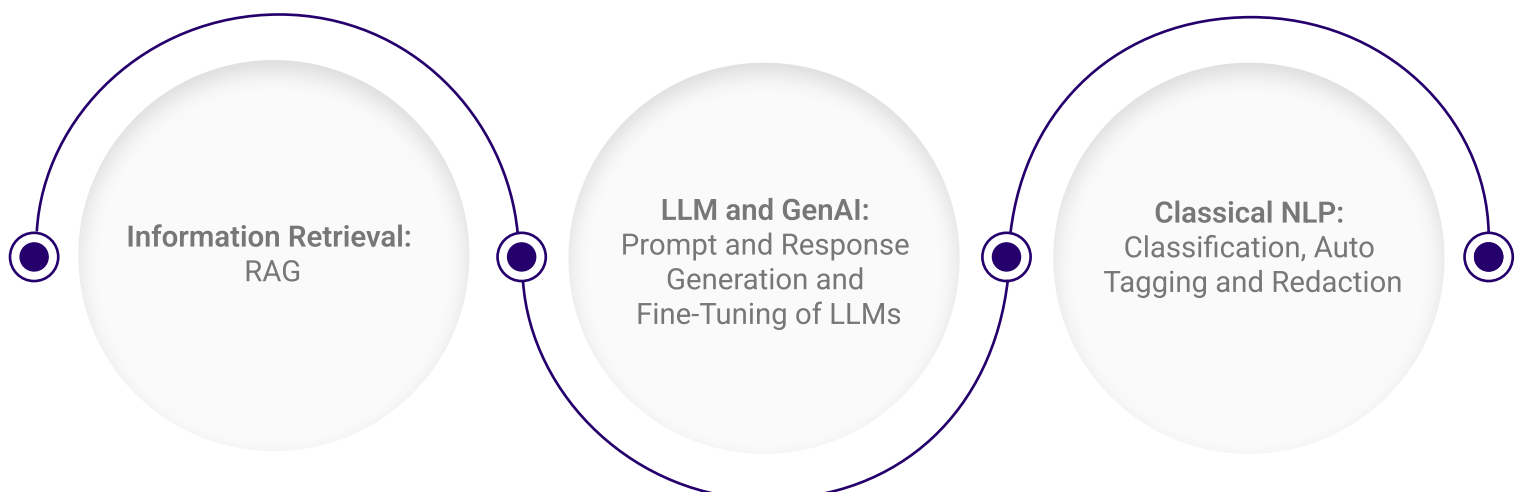 Information Retrieval:
RAG
LLM and GenAI:
Prompt and Response
Generation and
Fine-Tuning of LLMs
Classical NLP:
Classification, Auto
Tagging and Redaction